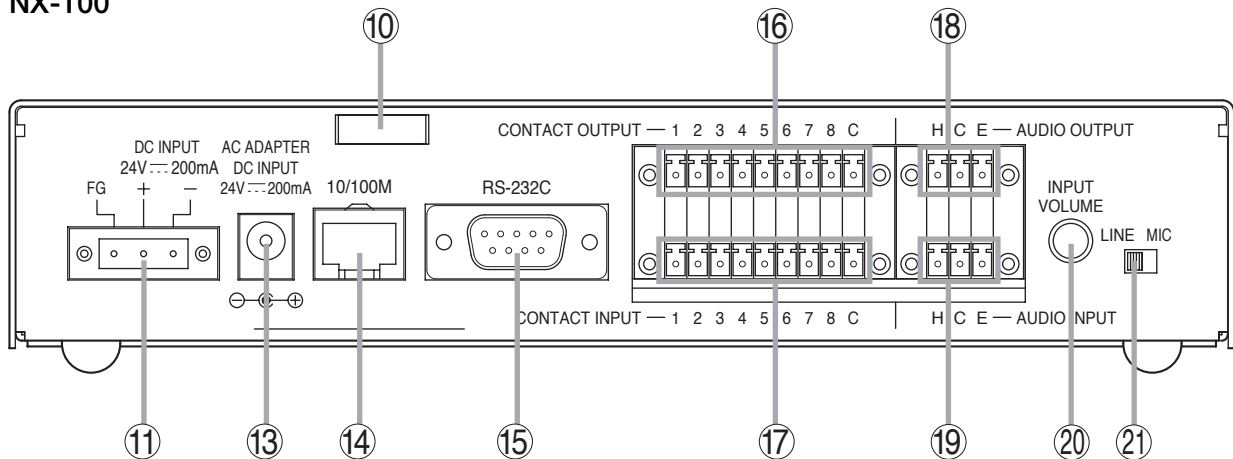 NX-100
⑩ ⑯ ⑱
CONTACT OUTPUT — 1 2 3 4 5 6 7 8 C H C E — AUDIO OUTPUT
DC INPUT
24V ⎓ 200mA
FG + −
AC ADAPTER
DC INPUT
24V ⎓ 200mA
10/100M
RS-232C
INPUT
VOLUME
LINE MIC
CONTACT INPUT — 1 2 3 4 5 6 7 8 C H C E — AUDIO INPUT
⑪ ⑬ ⑭ ⑮ ⑰ ⑲ ⑳ ㉑